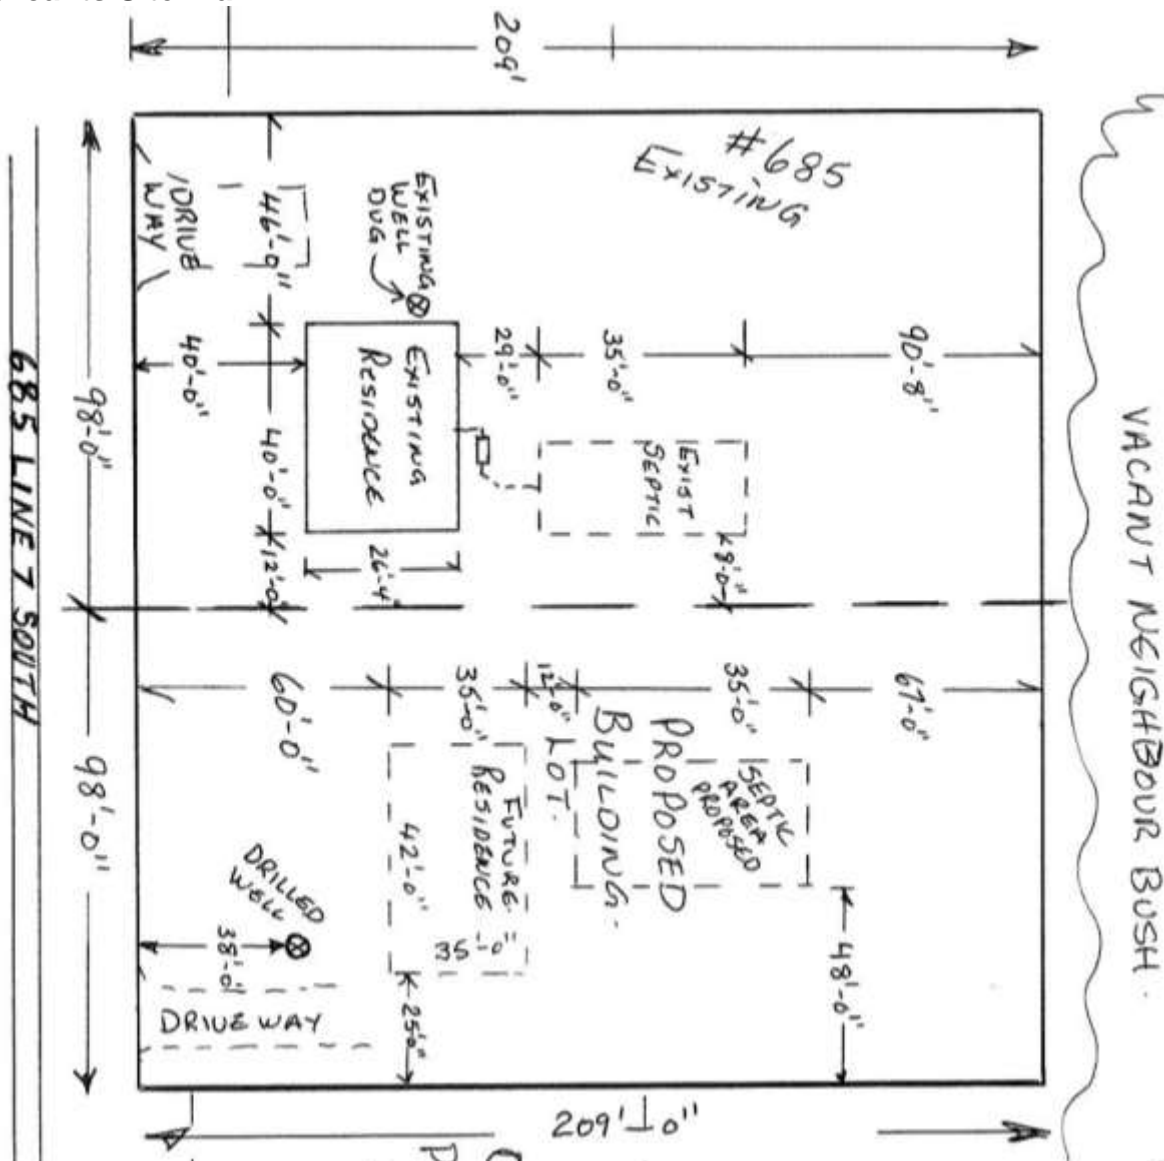 209'
#685
EXISTING
DRIVE
WAY
46'-0"
EXISTING
WELL
DUG
40'-0"
EXISTING
RESIDENCE
29'-0"
35'-0"
90'-8"
98'-0"
40'-0"
EXIST
SEPTIC
12'-0"
26'-4"
8'-0"
685 LINE 7 SOUTH
VACANT NEIGHBOUR BUSH.
60'-0"
35'-0"
12'-0"
35'-0"
67'-0"
PROPOSED
BUILDING.
LOT.
SEPTIC
AREA
PROPOSED
FUTURE
RESIDENCE
42'-0"
35'-0"
98'-0"
DRILLED
WELL
38'-0"
DRIVE WAY
25'-0"
48'-0"
209'-0"